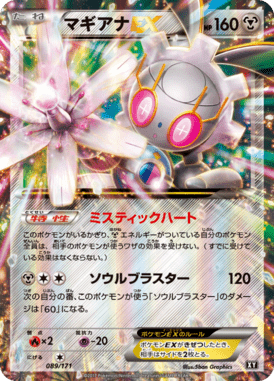 たね
マギアナEX HP160
とくせい
特性 ミスティックハート
このポケモンがいるかぎり、エネルギーがついている自分のポケモン
全員は、相手のポケモンが使うワザの効果を受けない。(すでに受けて
いる効果はなくならない。)
ソウルブラスター 120
次の自分の番、このポケモンが使う「ソウルブラスター」のダメー
ジは「60」になる。
弱点 ×2 抵抗力 -20
にげる
ポケモンEXのルール
ポケモンEXがきぜつしたとき、
相手はサイドを2枚とる。
089/171
Illus.5ban Graphics
XY